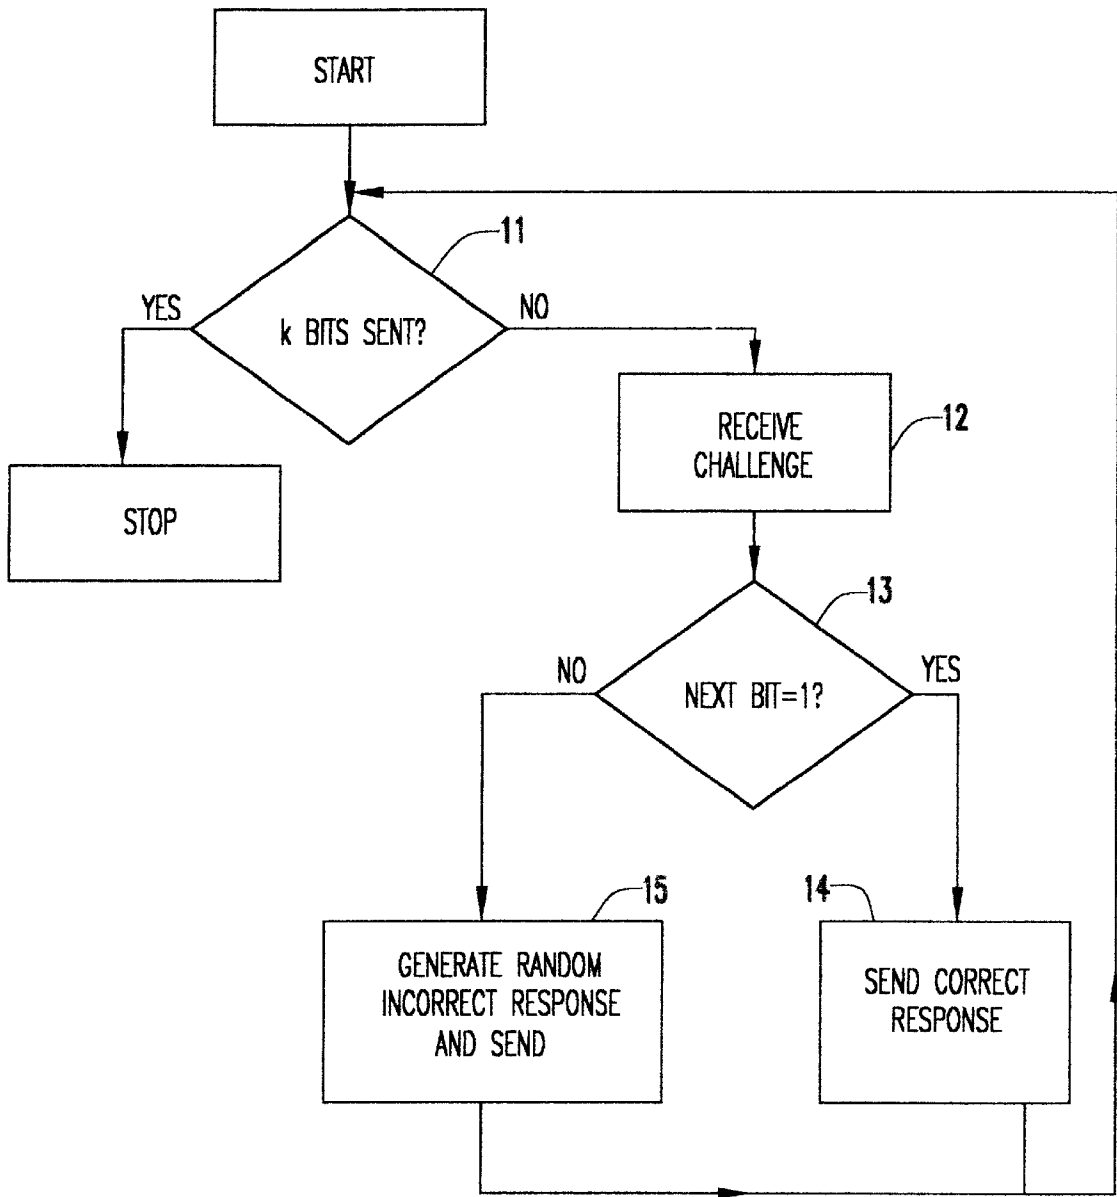 START
11
YES
NO
k BITS SENT?
12
RECEIVE
CHALLENGE
STOP
13
NO
YES
NEXT BIT=1?
15
14
GENERATE RANDOM
INCORRECT RESPONSE
AND SEND
SEND CORRECT
RESPONSE